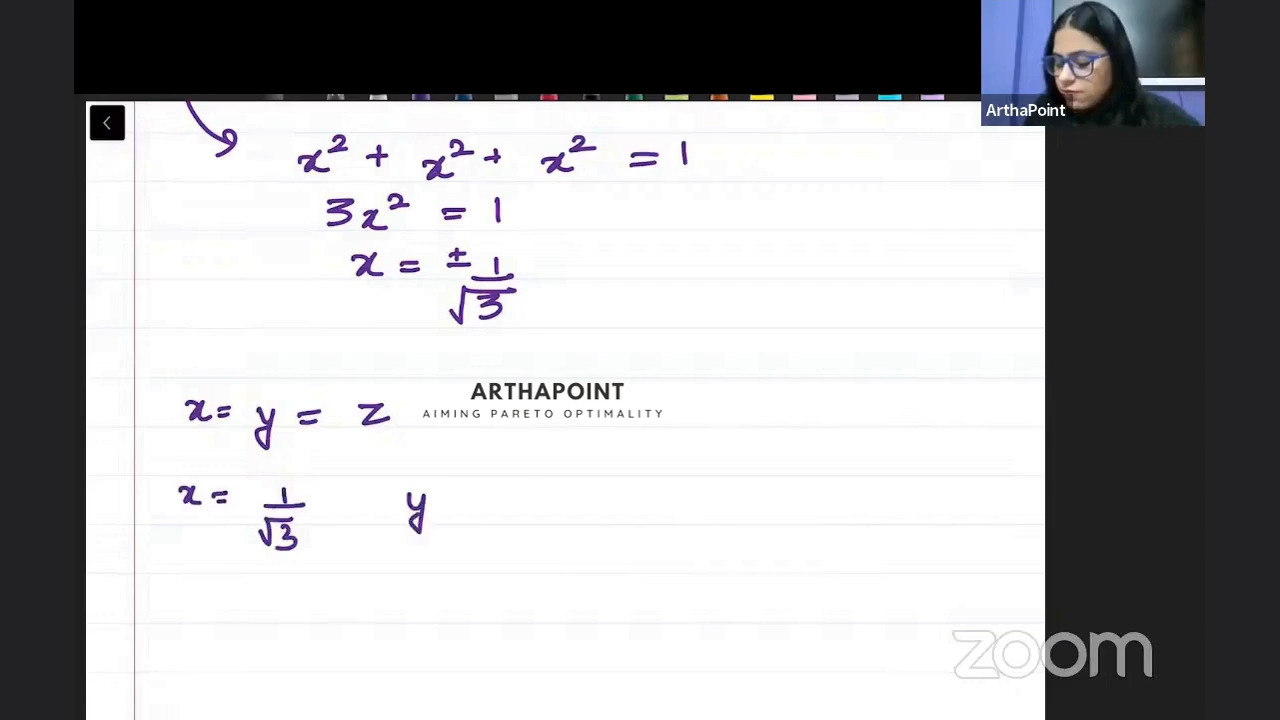 ArthaPoint
x² + x² + x² = 1
3x² = 1
x = ± 1/√3
ARTHAPOINT
AIMING PARETO OPTIMALITY
x = y = z
x = 1/√3 y
zoom